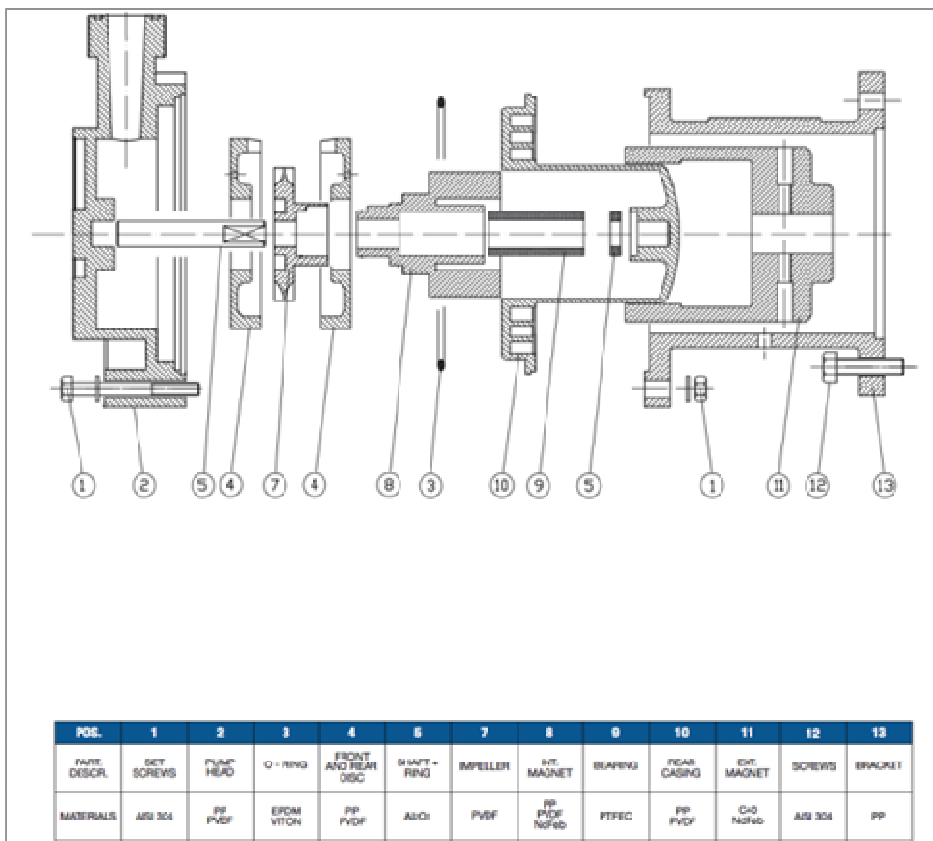 1 2 5 4 7 4 8 3 10 9 5 1 11 12 13
POS. 1 2 3 4 5 7 8 9 10 11 12 13
PART. SET PUMP O - RING FRONT SHAFT + IMPELLER INT. BEARING REAR EXT. SCREWS BRACKET
DESCR. SCREWS HEAD AND REAR RING MAGNET CASING MAGNET
DISC
MATERIALS AISI 304 PP EPDM PP PVDF PP PTFEC PP NdFeb AISI 304 PP
PVDF VITON PVDF PVDF PVDF
NdFeb